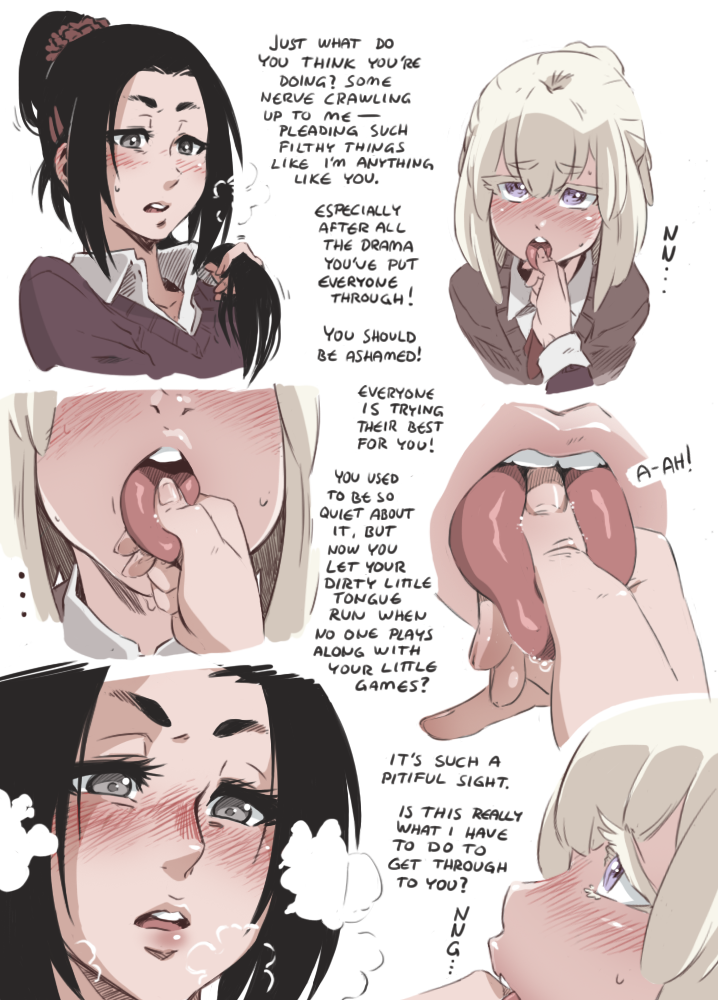 JUST WHAT DO
YOU THINK YOU'RE
DOING? SOME
NERVE CRAWLING
UP TO ME —
PLEADING SUCH
FILTHY THINGS
LIKE I'M ANYTHING
LIKE YOU.
ESPECIALLY
AFTER ALL
THE DRAMA
YOU'VE PUT
EVERYONE
THROUGH!
NN...
YOU SHOULD
BE ASHAMED!
EVERYONE
IS TRYING
THEIR BEST
FOR YOU!
...
A-AH!
YOU USED
TO BE SO
QUIET ABOUT
IT, BUT
NOW YOU
LET YOUR
DIRTY LITTLE
TONGUE
RUN WHEN
NO ONE PLAYS
ALONG WITH
YOUR LITTLE
GAMES?
IT'S SUCH A
PITIFUL SIGHT.
IS THIS REALLY
WHAT I HAVE
TO DO TO
GET THROUGH
TO YOU?
NNG...